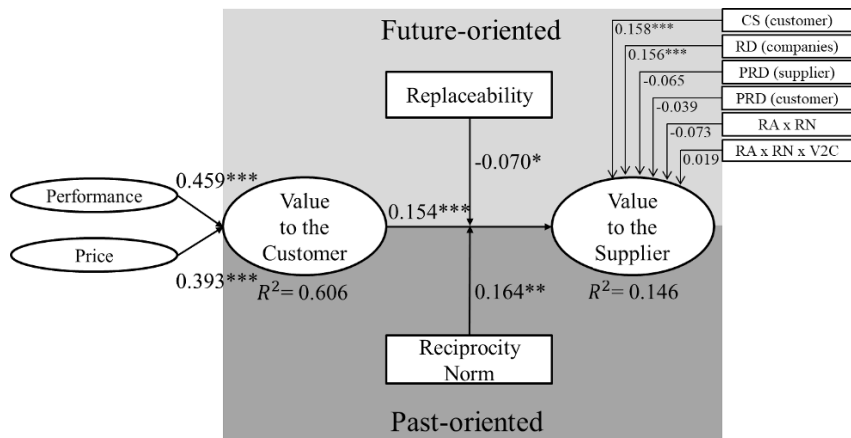 Future-oriented
CS (customer)
0.158***
RD (companies)
0.156***
PRD (supplier)
-0.065
PRD (customer)
-0.039
RA x RN
-0.073
RA x RN x V2C
0.019
Replaceability
-0.070*
Performance
0.459***
Price
0.393***
Value
to the
Customer
R²= 0.606
0.154***
Value
to the
Supplier
R²= 0.146
0.164**
Reciprocity
Norm
Past-oriented